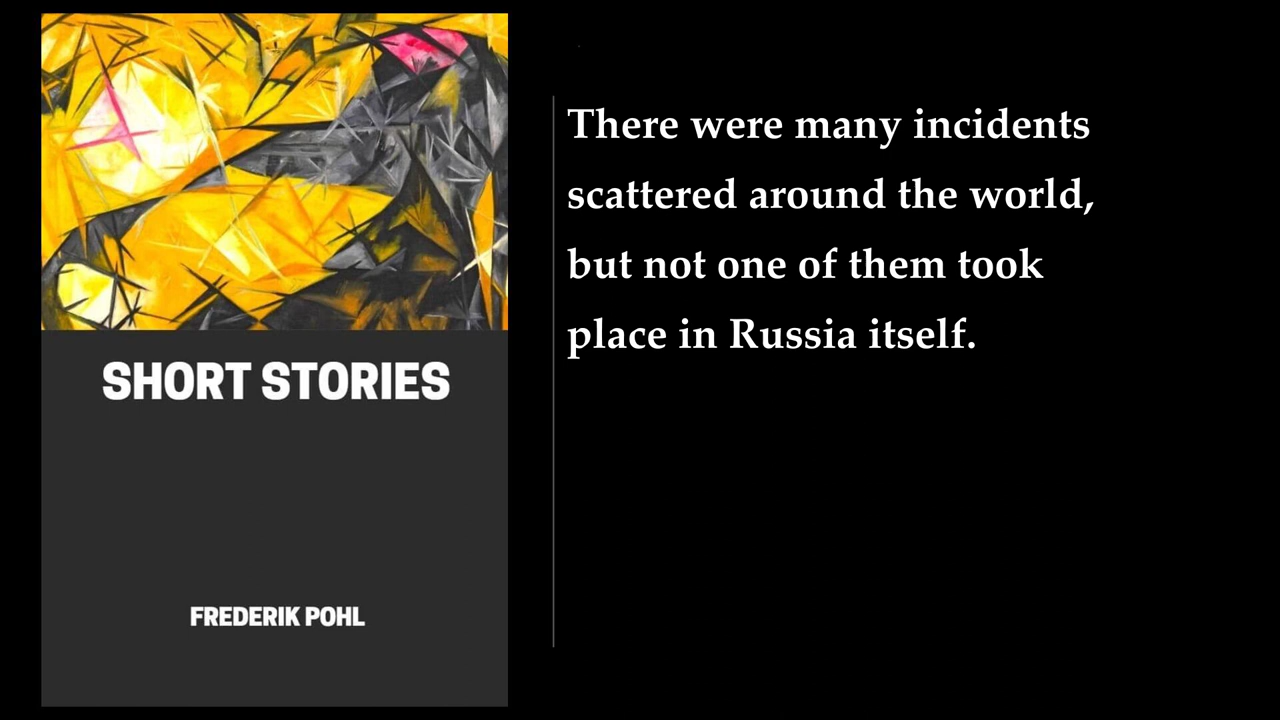 SHORT STORIES
FREDERIK POHL
There were many incidents
scattered around the world,
but not one of them took
place in Russia itself.